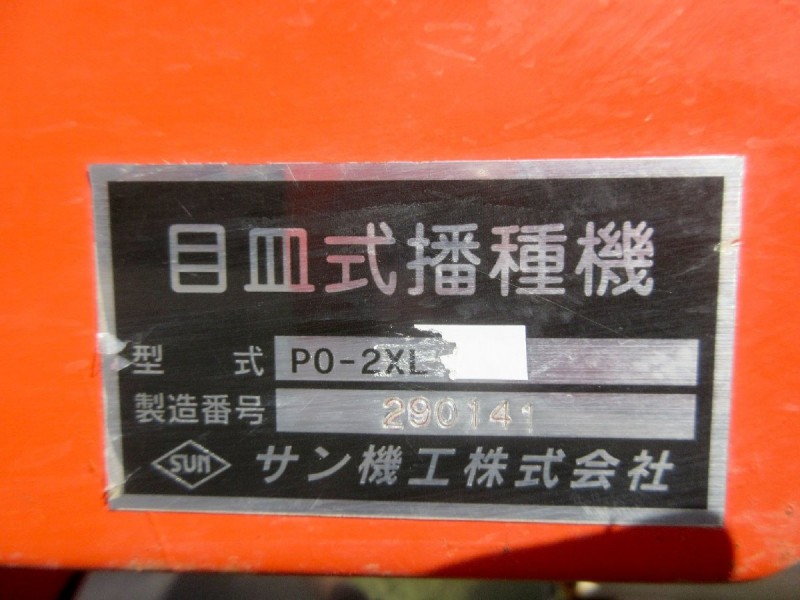 目皿式播種機
型式 PO-2XL
製造番号 290141
SUN サン機工株式会社